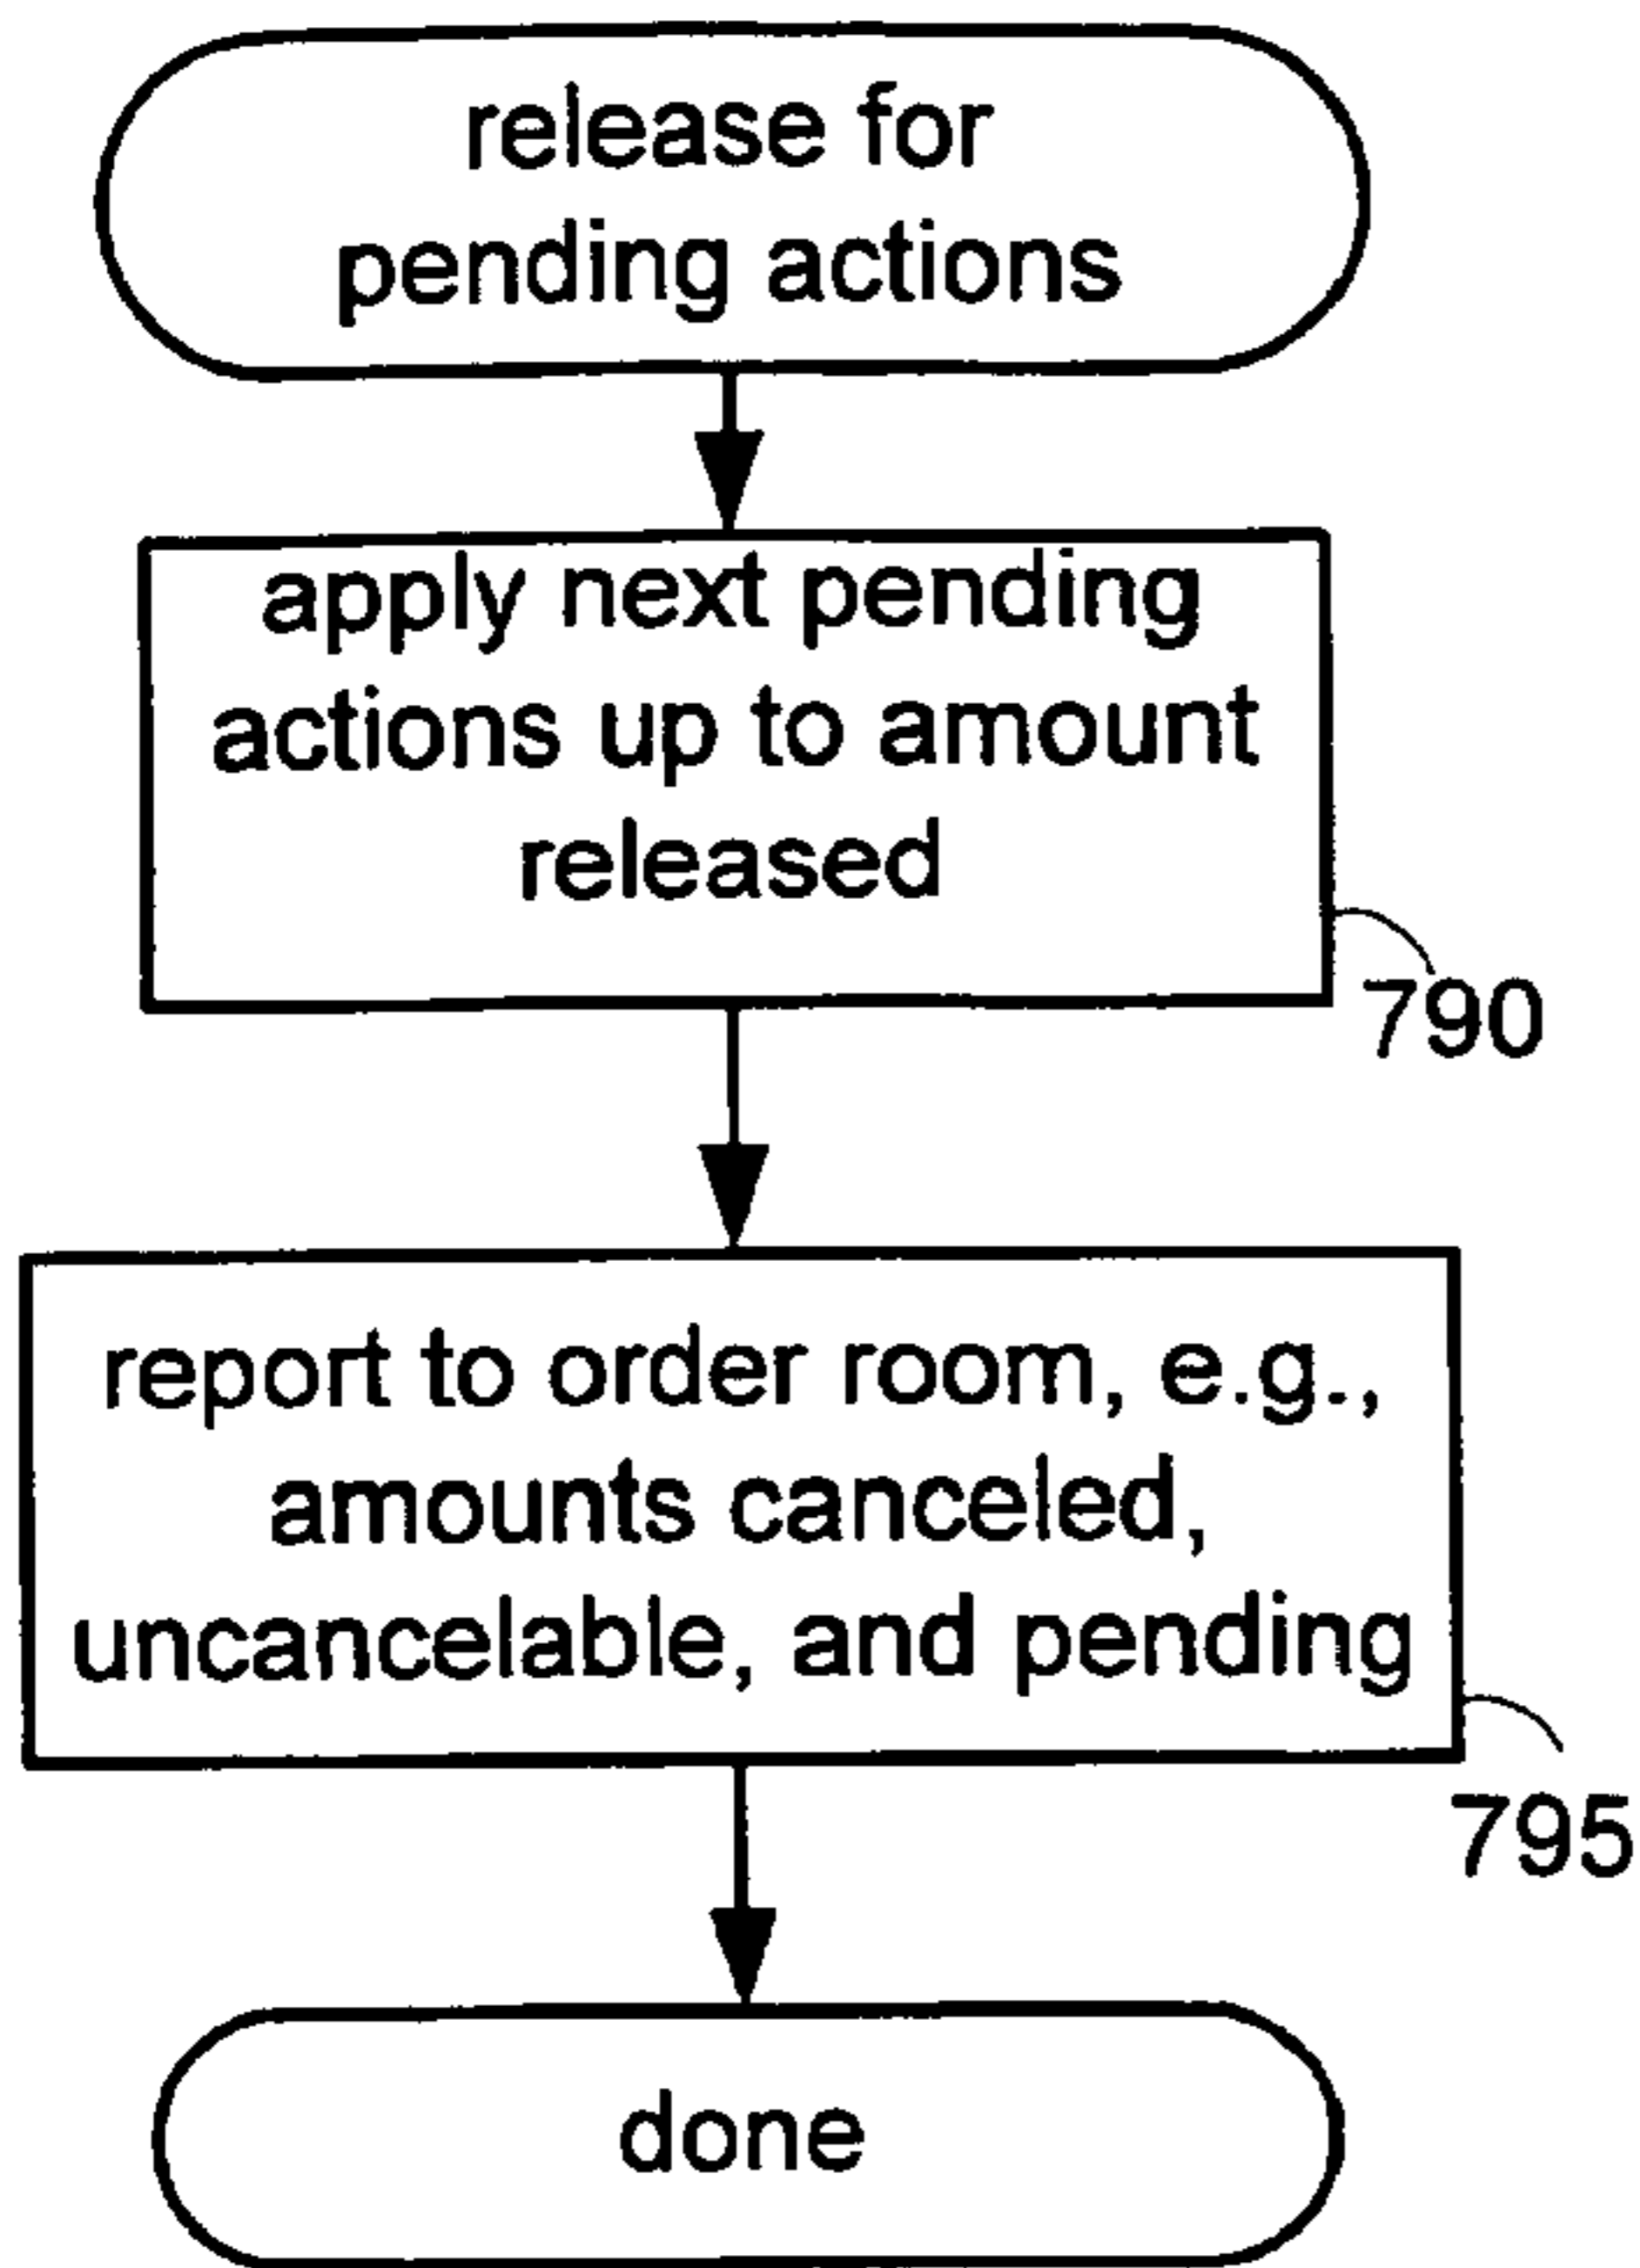 release for
pending actions
apply next pending
actions up to amount
released
790
report to order room, e.g.,
amounts canceled,
uncancelable, and pending
795
done